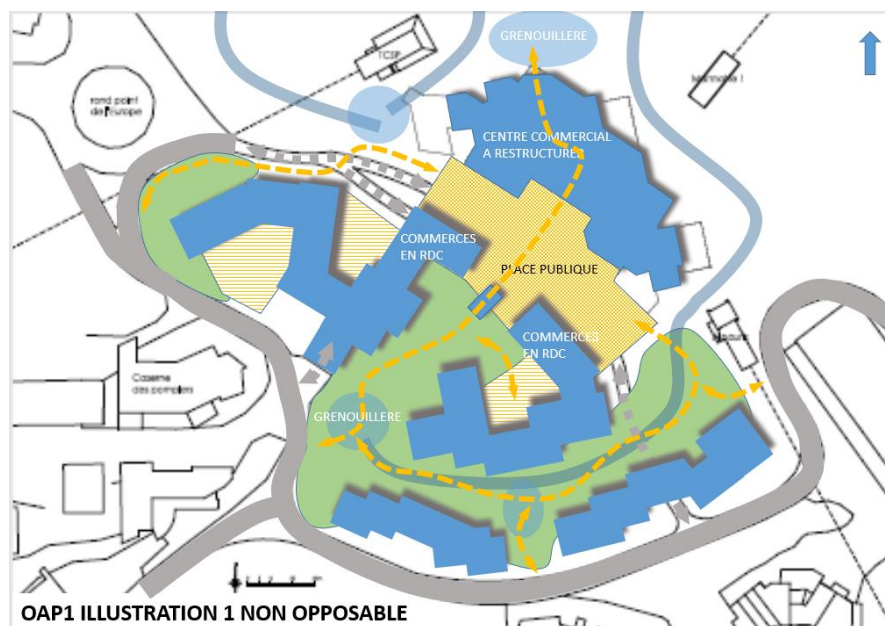 GRENOUILLERE
TCSP
rond point
de l'Europe
CENTRE COMMERCIAL
A RESTRUCTURER
COMMERCES
EN RDC
PLACE PUBLIQUE
COMMERCES
EN RDC
Caserne
des pompiers
GRENOUILLERE
OAP1 ILLUSTRATION 1 NON OPPOSABLE